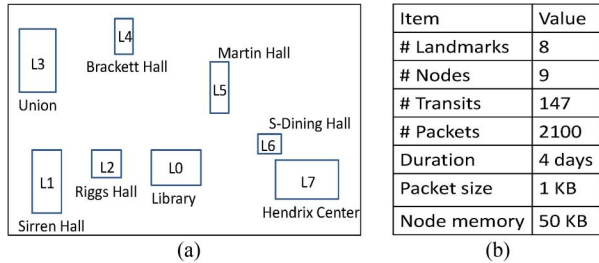 L4
L3
Brackett Hall
Martin Hall
L5
Union
S-Dining Hall
L6
L1
L2
L0
L7
Riggs Hall
Library
Hendrix Center
Sirren Hall
(a)
Item Value
# Landmarks 8
# Nodes 9
# Transits 147
# Packets 2100
Duration 4 days
Packet size 1 KB
Node memory 50 KB
(b)